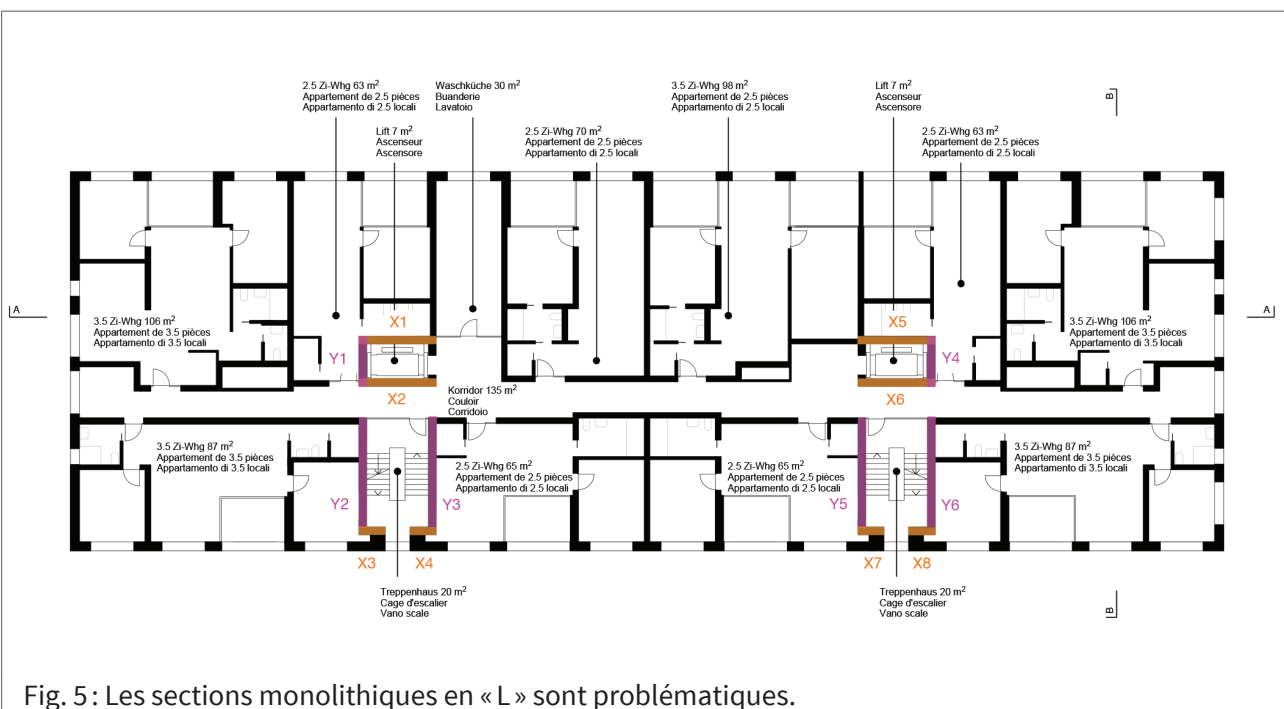 2.5 Zi-Whg 63 m²
Appartement de 2.5 pièces
Appartamento di 2.5 locali
Waschküche 30 m²
Buanderie
Lavatoio
3.5 Zi-Whg 98 m²
Appartement de 2.5 pièces
Appartamento di 2.5 locali
Lift 7 m²
Ascenseur
Ascensore
B
Lift 7 m²
Ascenseur
Ascensore
2.5 Zi-Whg 70 m²
Appartement de 2.5 pièces
Appartamento di 2.5 locali
2.5 Zi-Whg 63 m²
Appartement de 2.5 pièces
Appartamento di 2.5 locali
A
A
3.5 Zi-Whg 106 m²
Appartement de 3.5 pièces
Appartamento di 3.5 locali
X1
X5
3.5 Zi-Whg 106 m²
Appartement de 3.5 pièces
Appartamento di 3.5 locali
Y1
Y4
X2
Korridor 135 m²
Couloir
Corridoio
X6
3.5 Zi-Whg 87 m²
Appartement de 3.5 pièces
Appartamento di 3.5 locali
2.5 Zi-Whg 65 m²
Appartement de 2.5 pièces
Appartamento di 2.5 locali
2.5 Zi-Whg 65 m²
Appartement de 2.5 pièces
Appartamento di 2.5 locali
3.5 Zi-Whg 87 m²
Appartement de 3.5 pièces
Appartamento di 3.5 locali
Y2
Y3
Y5
Y6
X3
X4
X7
X8
Treppenhaus 20 m²
Cage d'escalier
Vano scale
Treppenhaus 20 m²
Cage d'escalier
Vano scale
B
Fig. 5 : Les sections monolithiques en « L » sont problématiques.